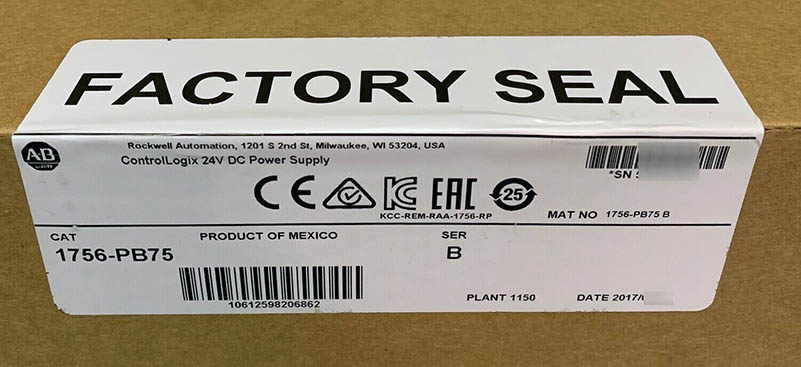 FACTORY SEAL
AB
Rockwell Automation, 1201 S 2nd St, Milwaukee, WI 53204, USA
ControlLogix 24V DC Power Supply
*SN
CE KC EAC 25
KCC-REM-RAA-1756-RP
MAT NO 1756-PB75 B
CAT PRODUCT OF MEXICO SER
1756-PB75 B
10612598206862
PLANT 1150 DATE 2017/